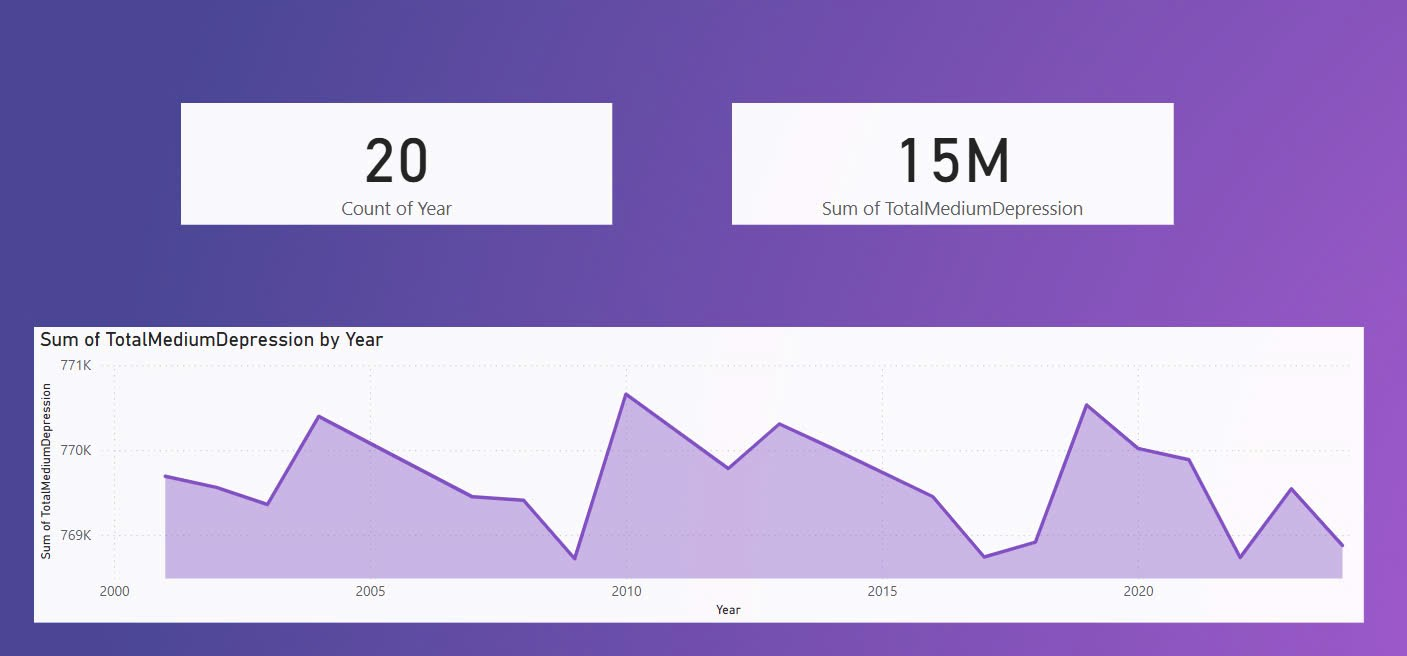 20
Count of Year
15M
Sum of TotalMediumDepression
Sum of TotalMediumDepression by Year
Sum of TotalMediumDepression
771K
770K
769K
2000 2005 2010 2015 2020
Year